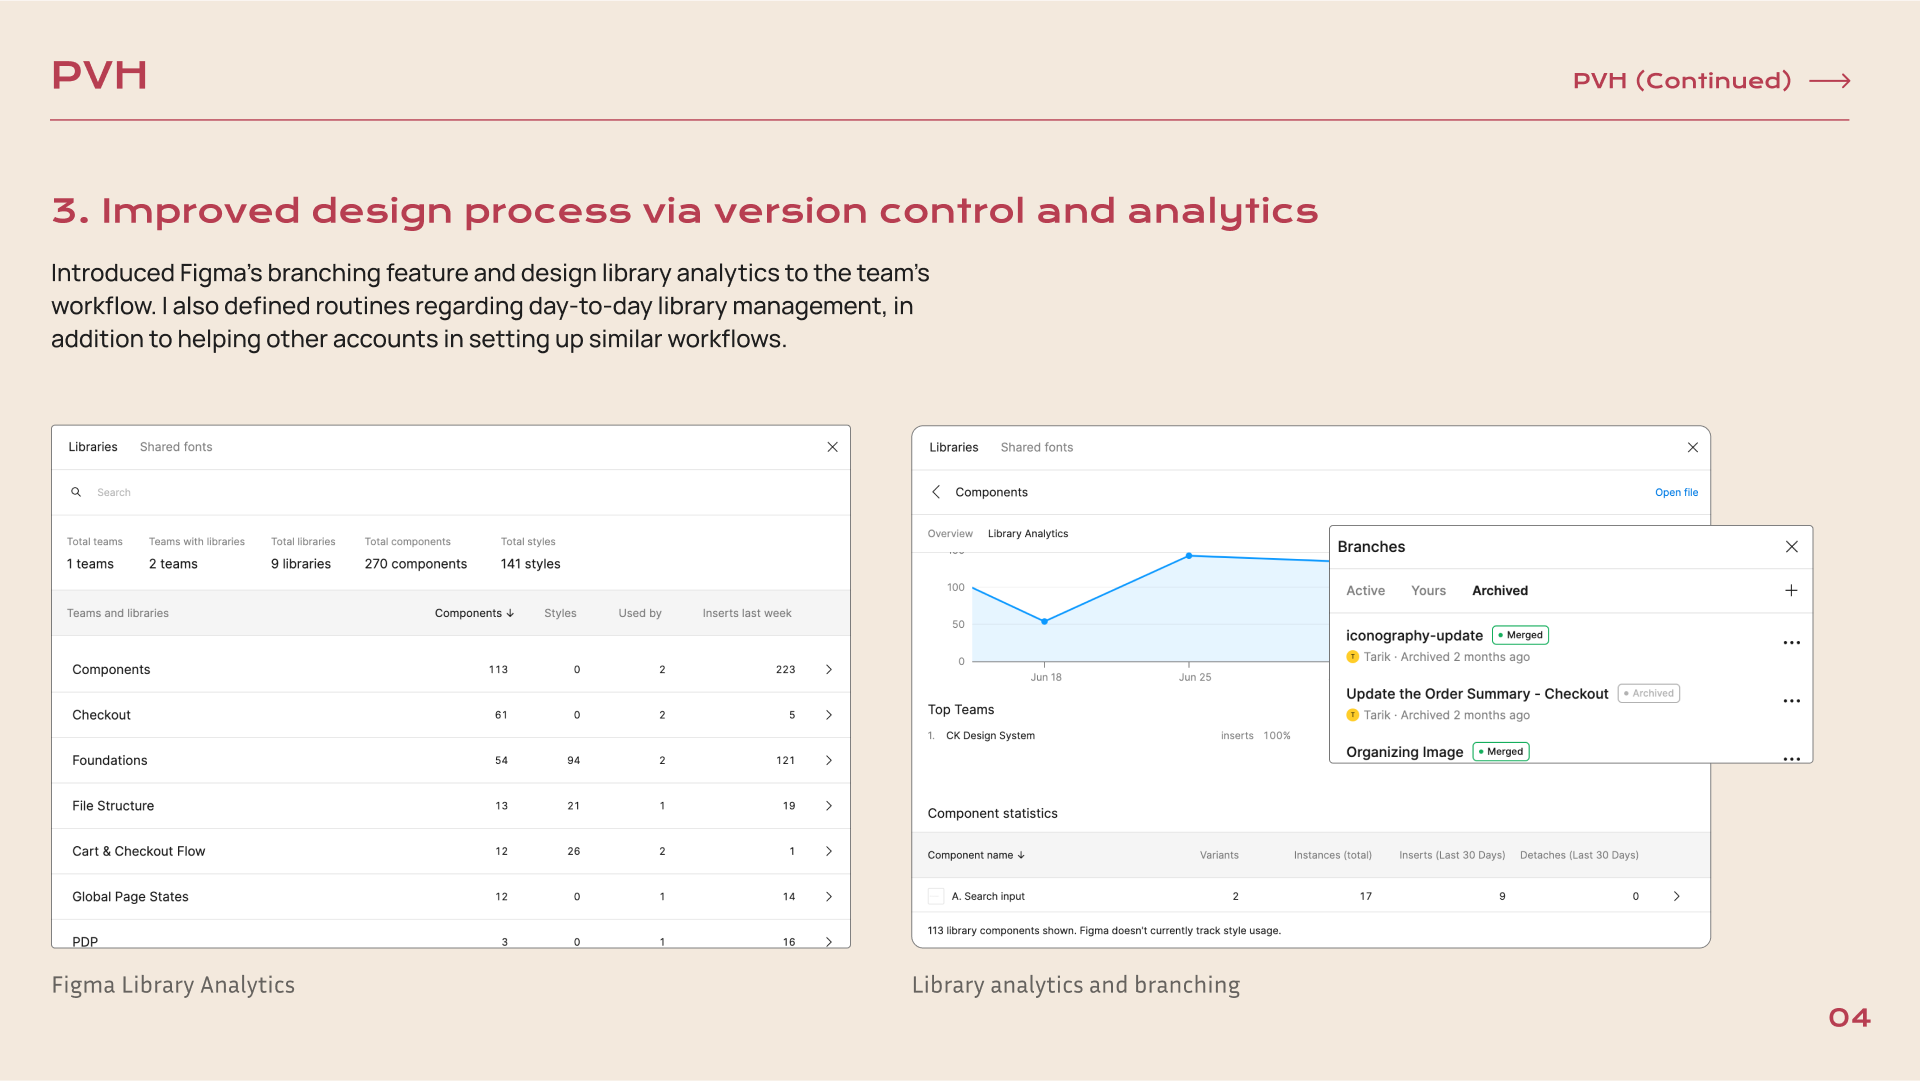 PVH
PVH (Continued)
3. Improved design process via version control and analytics
Introduced Figma's branching feature and design library analytics to the team's
workflow. I also defined routines regarding day-to-day library management, in
addition to helping other accounts in setting up similar workflows.
Libraries Shared fonts
Search
Total teams Teams with libraries Total libraries Total components Total styles
1 teams 2 teams 9 libraries 270 components 141 styles
Teams and libraries Components ↓ Styles Used by Inserts last week
Components 113 0 2 223
Checkout 61 0 2 5
Foundations 54 94 2 121
File Structure 13 21 1 19
Cart & Checkout Flow 12 26 2 1
Global Page States 12 0 1 14
PDP 3 0 1 16
Figma Library Analytics
Libraries Shared fonts
Components Open file
Overview Library Analytics
100
50
0
Jun 18 Jun 25
Top Teams
1. CK Design System inserts 100%
Component statistics
Component name ↓ Variants Instances (total) Inserts (Last 30 Days) Detaches (Last 30 Days)
A. Search input 2 17 9 0
113 library components shown. Figma doesn't currently track style usage.
Branches
Active Yours Archived
iconography-update Merged
T Tarik · Archived 2 months ago
Update the Order Summary - Checkout Archived
T Tarik · Archived 2 months ago
Organizing Image Merged
Library analytics and branching
04